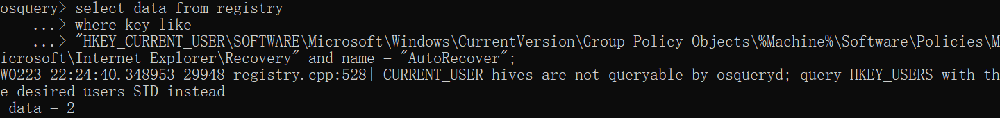 osquery> select data from registry
    ...> where key like
    ...> "HKEY_CURRENT_USER\SOFTWARE\Microsoft\Windows\CurrentVersion\Group Policy Objects\%Machine%\Software\Policies\M
icrosoft\Internet Explorer\Recovery" and name = "AutoRecover";
W0223 22:24:40.348953 29948 registry.cpp:528] CURRENT_USER hives are not queryable by osqueryd; query HKEY_USERS with th
e desired users SID instead
 data = 2